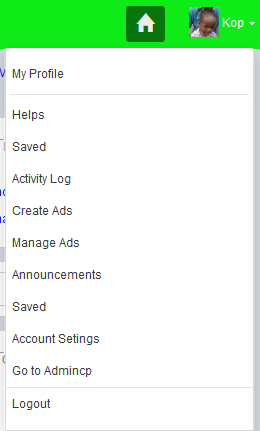 Kop
My Profile
Helps
Saved
Activity Log
Create Ads
Manage Ads
Announcements
Saved
Account Setings
Go to Admincp
Logout